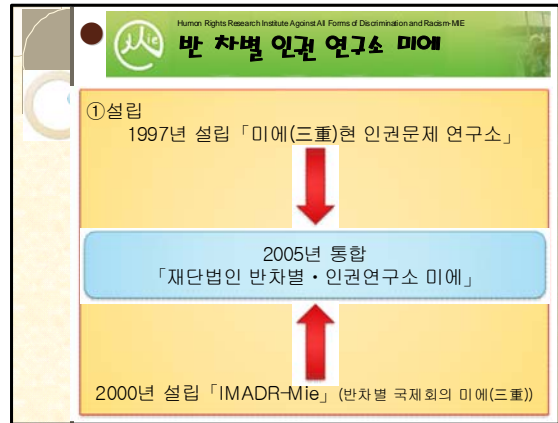 Human Rights Research Institute Against All Forms of Discrimination and Racism-MIE
Mie
반 차별 인권 연구소 미에
①설립
1997년 설립「미에(三重)현 인권문제 연구소」
2005년 통합
「재단법인 반차별・인권연구소 미에」
2000년 설립「IMADR-Mie」(반차별 국제회의 미에(三重))